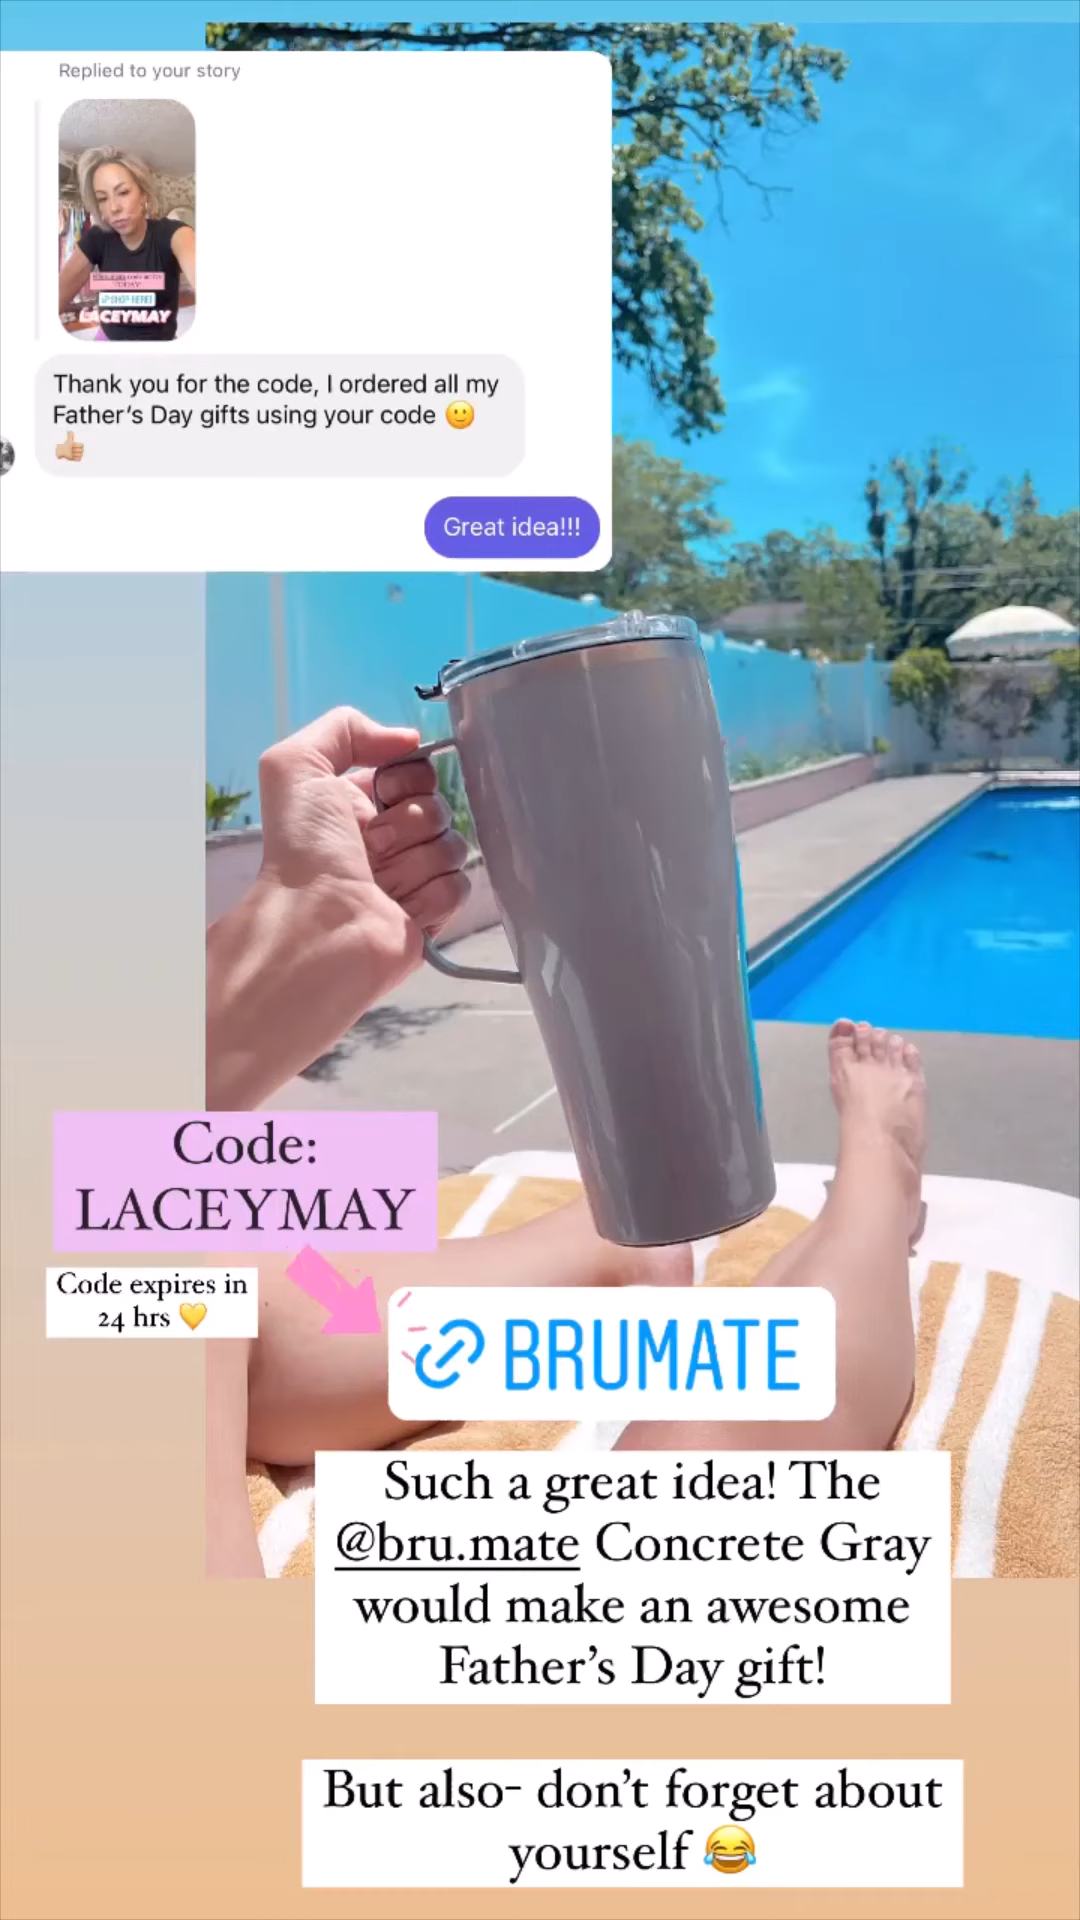 Replied to your story
SHOP HERE!
LACEYMAY
Thank you for the code, I ordered all my
Father's Day gifts using your code 🙂
👍🏼
Great idea!!!
Code:
LACEYMAY
Code expires in
24 hrs 💛
BRUMATE
Such a great idea! The
@bru.mate Concrete Gray
would make an awesome
Father's Day gift!
But also- don't forget about
yourself 😂